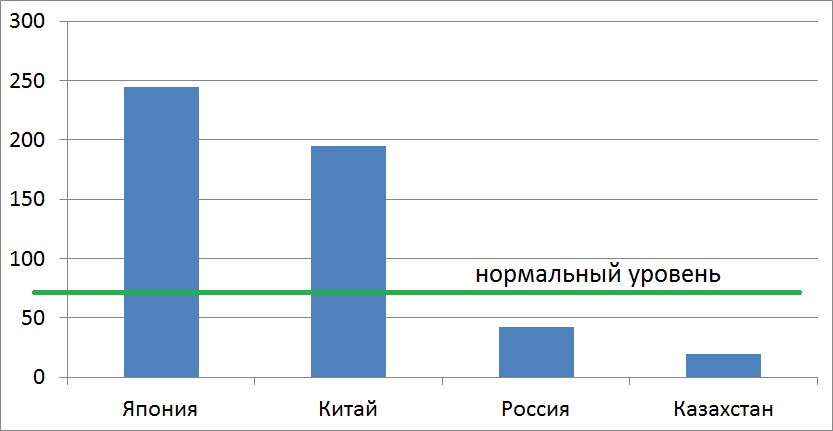 300
250
200
150
100
50
0
нормальный уровень
Япония
Китай
Россия
Казахстан